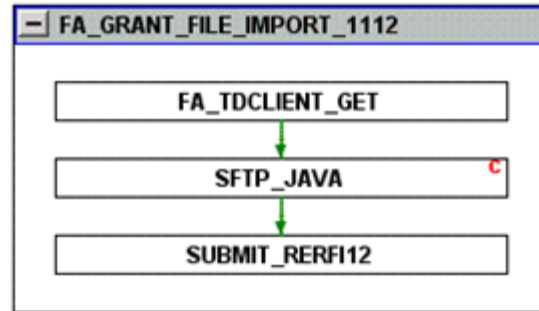 FA_GRANT_FILE_IMPORT_1112
FA_TDCLIENT_GET
C
SFTP_JAVA
SUBMIT_RERFI12